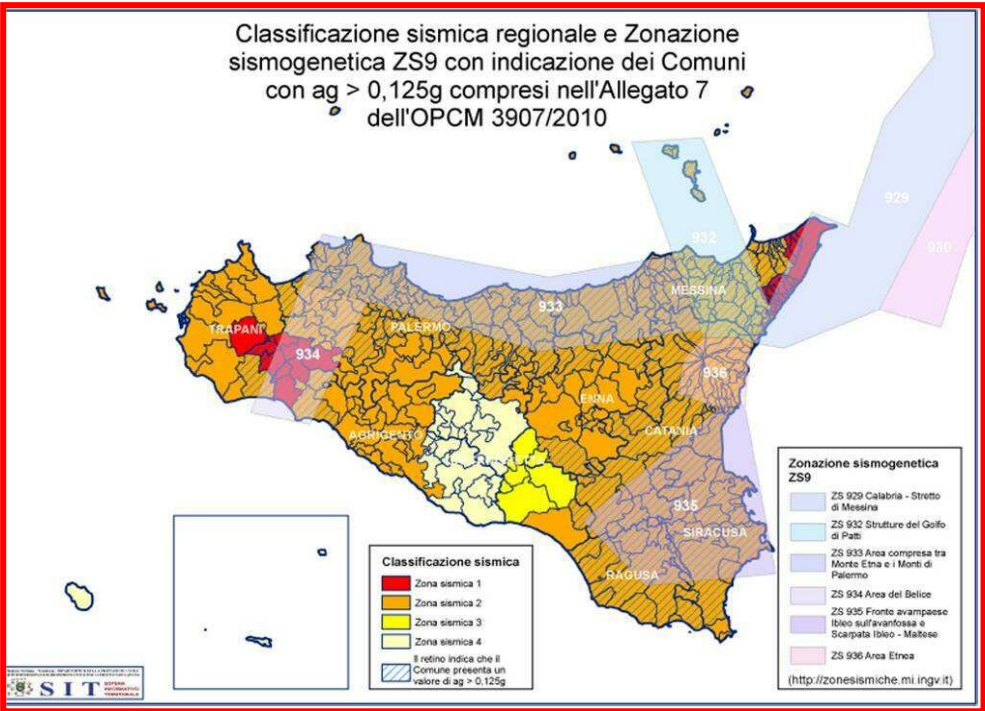 Classificazione sismica regionale e Zonazione
sismogenetica ZS9 con indicazione dei Comuni
con ag > 0,125g compresi nell'Allegato 7
dell'OPCM 3907/2010
929
930
932
MESSINA
933
TRAPANI
PALERMO
934
936
ENNA
AGRIGENTO
CATANIA
935
SIRACUSA
RAGUSA
Classificazione sismica
Zona sismica 1
Zona sismica 2
Zona sismica 3
Zona sismica 4
Il retino indica che il
Comune presenta un
valore di ag > 0,125g
Zonazione sismogenetica
ZS9
ZS 929 Calabria - Stretto
di Messina
ZS 932 Strutture del Golfo
di Patti
ZS 933 Area compresa tra
Monte Etna e i Monti di
Palermo
ZS 934 Area del Belice
ZS 935 Fronte avampaese
Ibleo sull'avanfossa e
Scarpata Ibleo - Maltese
ZS 936 Area Etnea
(http://zonesismiche.mi.ingv.it)
S I T
SISTEMA
INFORMATIVO
TERRITORIALE